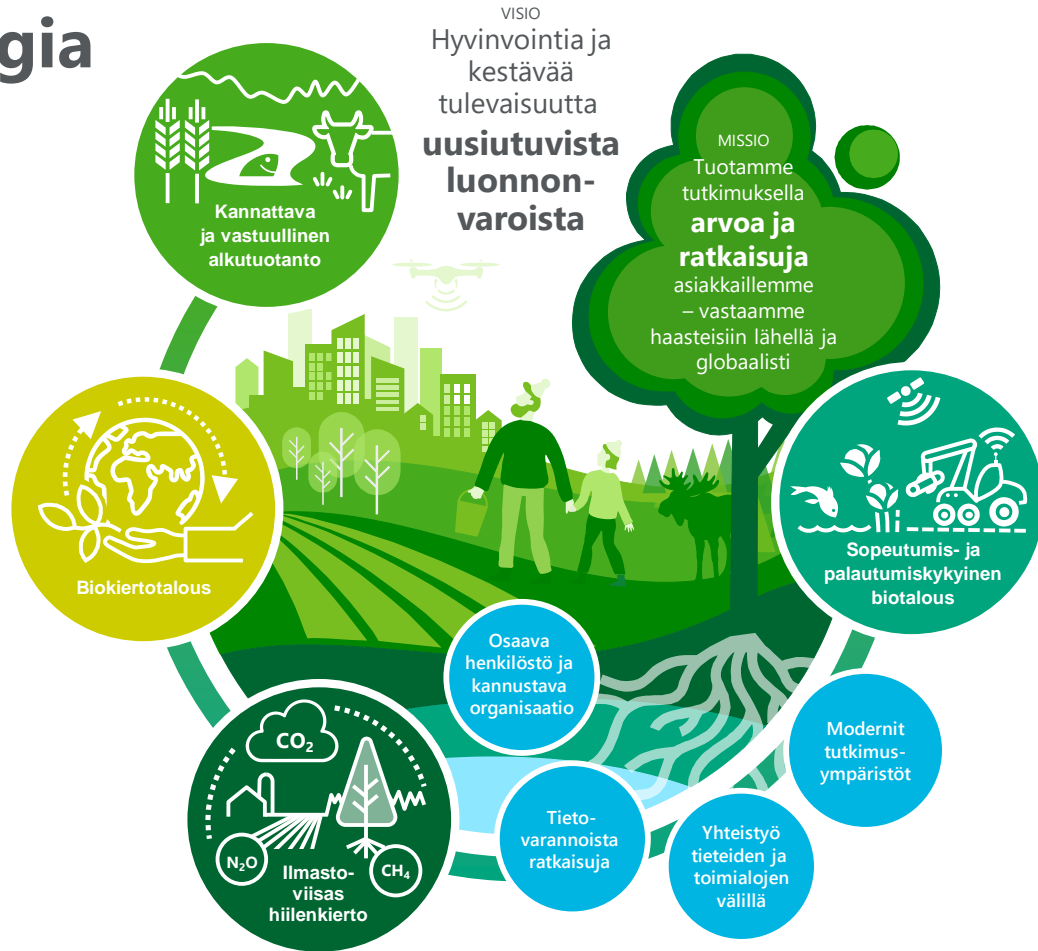 gia
VISIO
Hyvinvointia ja
kestävää
tulevaisuutta
uusiutuvista
luonnon-
varoista
MISSIO
Tuotamme
tutkimuksella
arvoa ja
ratkaisuja
asiakkaillemme
– vastaamme
haasteisiin lähellä ja
globaalisti
Kannattava
ja vastuullinen
alkutuotanto
Biokiertotalous
Sopeutumis- ja
palautumiskykyinen
biotalous
Osaava
henkilöstö ja
kannustava
organisaatio
Modernit
tutkimus-
ympäristöt
CO₂
N₂O
CH₄
Ilmasto-
viisas
hiilenkierto
Tieto-
varannoista
ratkaisuja
Yhteistyö
tieteiden ja
toimialojen
välillä